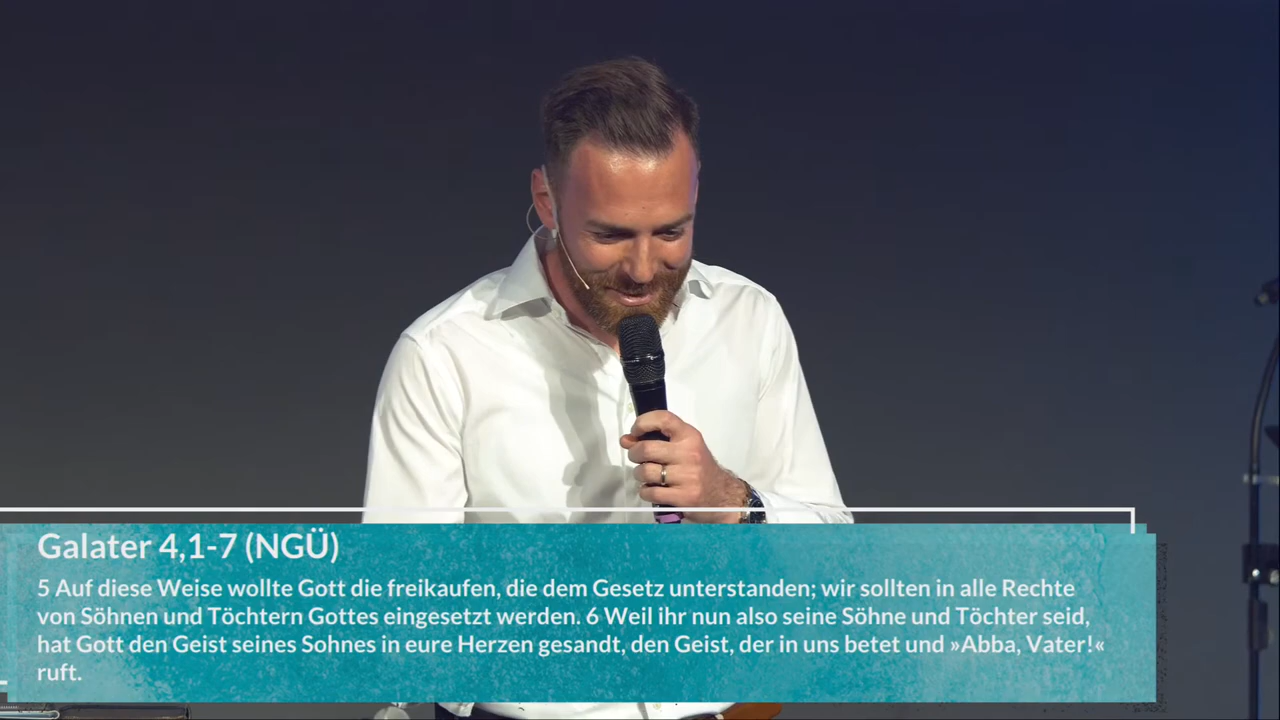 Galater 4,1-7 (NGÜ)
5 Auf diese Weise wollte Gott die freikaufen, die dem Gesetz unterstanden; wir sollten in alle Rechte
von Söhnen und Töchtern Gottes eingesetzt werden. 6 Weil ihr nun also seine Söhne und Töchter seid,
hat Gott den Geist seines Sohnes in eure Herzen gesandt, den Geist, der in uns betet und »Abba, Vater!«
ruft.